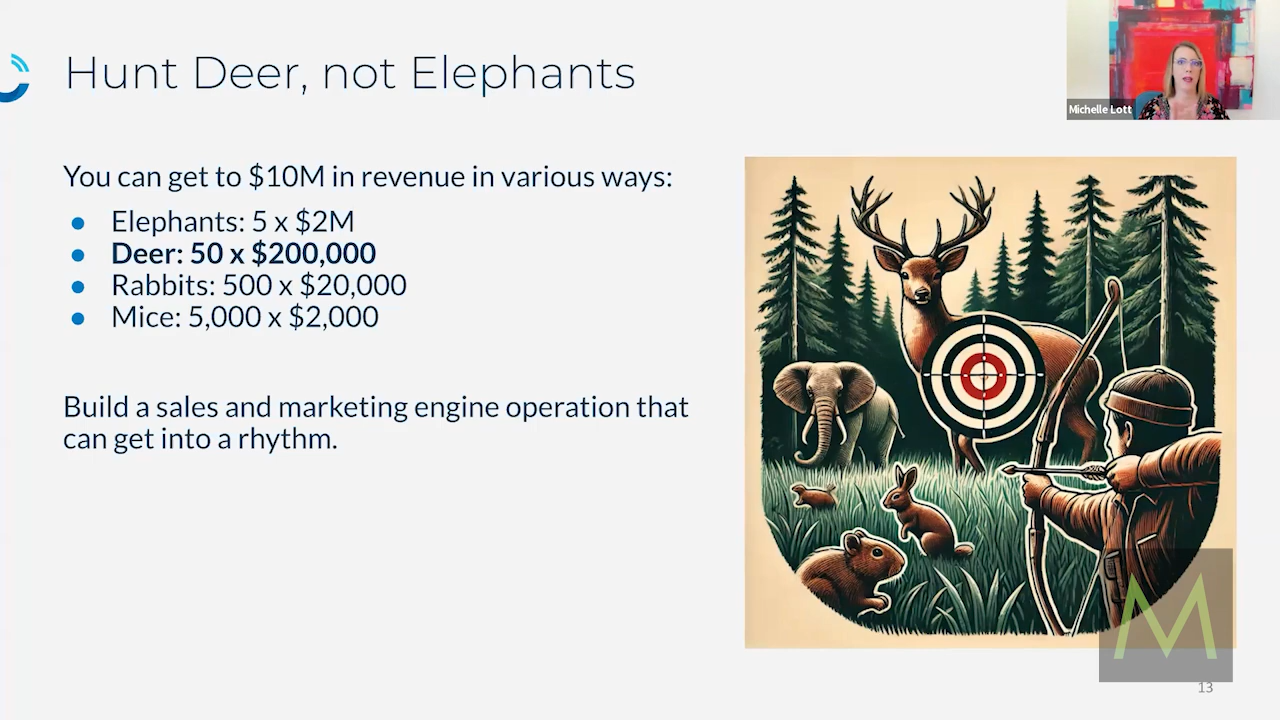 Hunt Deer, not Elephants
Michelle Lott
You can get to $10M in revenue in various ways:
● Elephants: 5 x $2M
● Deer: 50 x $200,000
● Rabbits: 500 x $20,000
● Mice: 5,000 x $2,000
Build a sales and marketing engine operation that
can get into a rhythm.
M
13